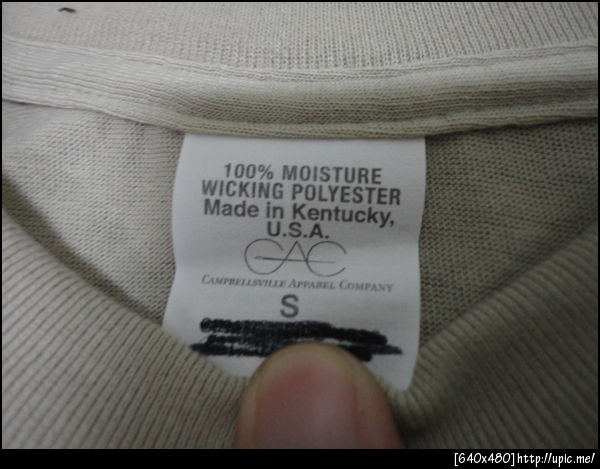 100% MOISTURE
WICKING POLYESTER
Made in Kentucky,
U.S.A.
CAC
CAMPBELLSVILLE APPAREL COMPANY
S
[640x480]http://upic.me/